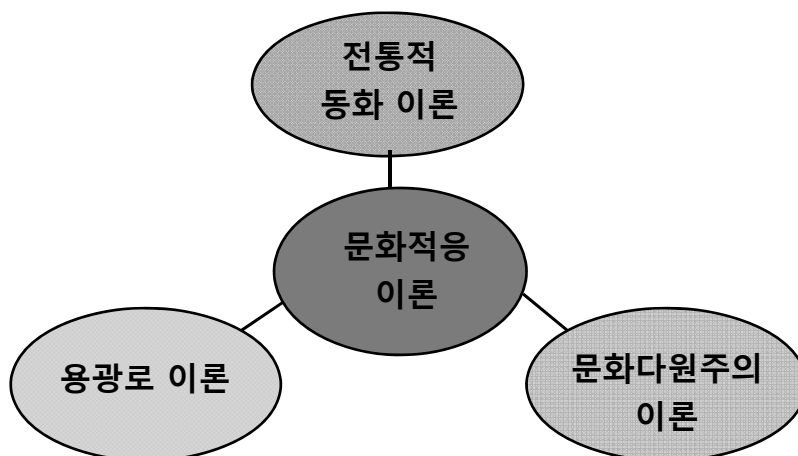 전통적
동화 이론
문화적응
이론
용광로 이론
문화다원주의
이론